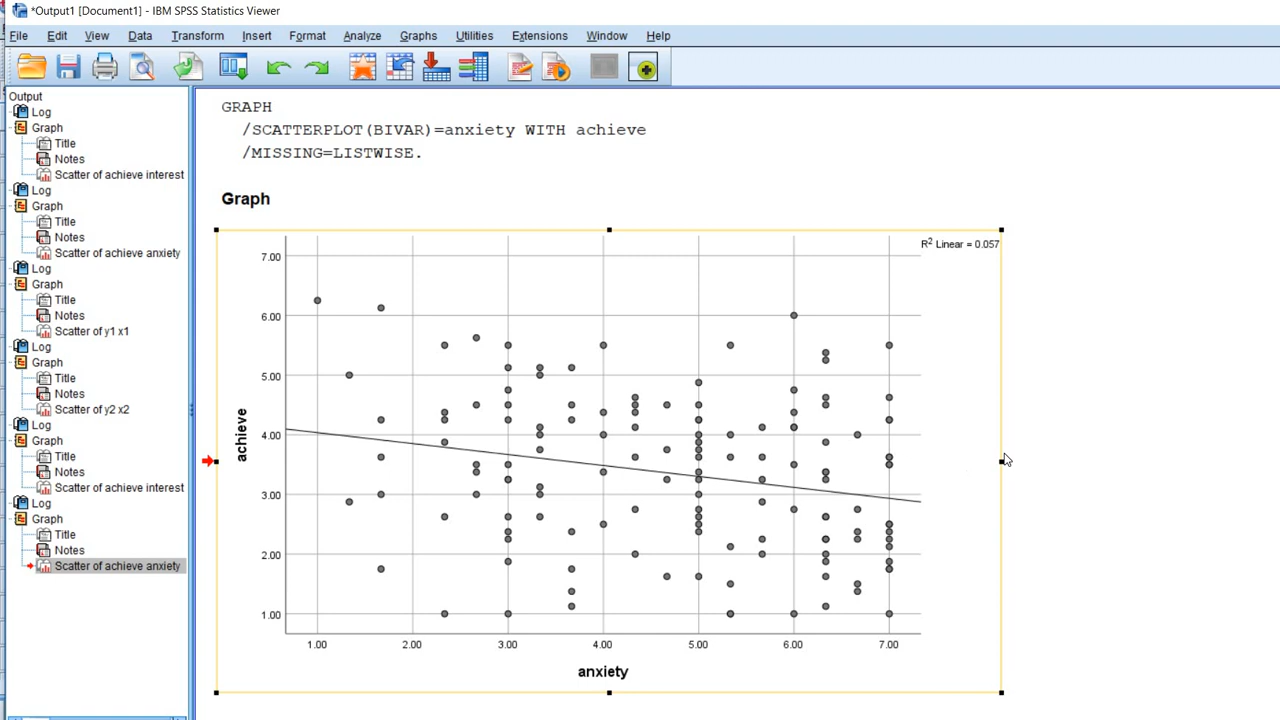 *Output1 [Document1] - IBM SPSS Statistics Viewer
File Edit View Data Transform Insert Format Analyze Graphs Utilities Extensions Window Help
Output
Log
Graph
Title
Notes
Scatter of achieve interest
Log
Graph
Title
Notes
Scatter of achieve anxiety
Log
Graph
Title
Notes
Scatter of y1 x1
Log
Graph
Title
Notes
Scatter of y2 x2
Log
Graph
Title
Notes
Scatter of achieve interest
Log
Graph
Title
Notes
Scatter of achieve anxiety
GRAPH
/SCATTERPLOT(BIVAR)=anxiety WITH achieve
/MISSING=LISTWISE.
Graph
R² Linear = 0.057
7.00
6.00
5.00
4.00
3.00
2.00
1.00
achieve
1.00 2.00 3.00 4.00 5.00 6.00 7.00
anxiety